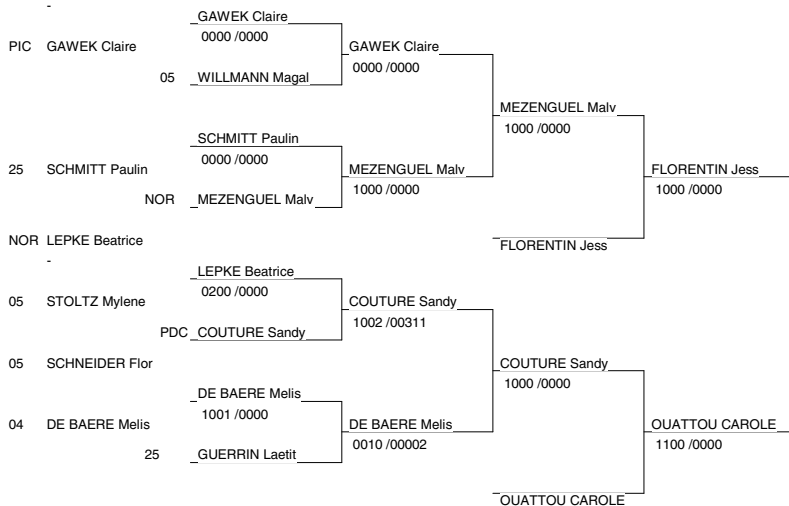 -
GAWEK Claire
0000 /0000
PIC GAWEK Claire
GAWEK Claire
0000 /0000
05 WILLMANN Magal
MEZENGUEL Malv
1000 /0000
SCHMITT Paulin
0000 /0000
25 SCHMITT Paulin
MEZENGUEL Malv
1000 /0000
FLORENTIN Jess
1000 /0000
NOR MEZENGUEL Malv
NOR LEPKE Beatrice
FLORENTIN Jess
-
LEPKE Beatrice
0200 /0000
05 STOLTZ Mylene
COUTURE Sandy
1002 /00311
PDC COUTURE Sandy
05 SCHNEIDER Flor
COUTURE Sandy
1000 /0000
DE BAERE Melis
1001 /0000
04 DE BAERE Melis
DE BAERE Melis
0010 /00002
OUATTOU CAROLE
1100 /0000
25 GUERRIN Laetit
OUATTOU CAROLE